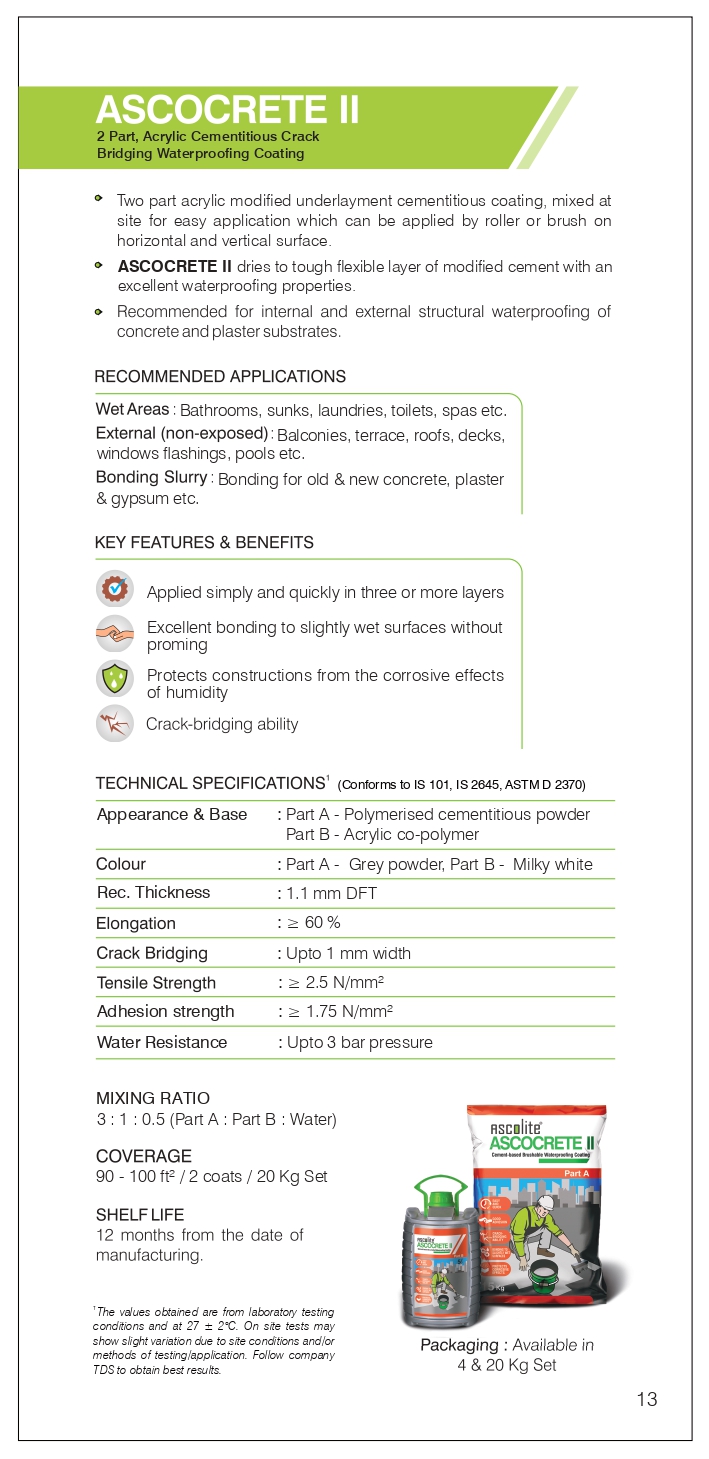 ASCOCRETE II
2 Part, Acrylic Cementitious Crack
Bridging Waterproofing Coating
Two part acrylic modified underlayment cementitious coating, mixed at
site for easy application which can be applied by roller or brush on
horizontal and vertical surface.
ASCOCRETE II dries to tough flexible layer of modified cement with an
excellent waterproofing properties.
Recommended for internal and external structural waterproofing of
concrete and plaster substrates.
RECOMMENDED APPLICATIONS
Wet Areas : Bathrooms, sunks, laundries, toilets, spas etc.
External (non-exposed) : Balconies, terrace, roofs, decks,
windows flashings, pools etc.
Bonding Slurry : Bonding for old & new concrete, plaster
& gypsum etc.
KEY FEATURES & BENEFITS
Applied simply and quickly in three or more layers
Excellent bonding to slightly wet surfaces without
proming
Protects constructions from the corrosive effects
of humidity
Crack-bridging ability
TECHNICAL SPECIFICATIONS¹ (Conforms to IS 101, IS 2645, ASTM D 2370)
Appearance & Base : Part A - Polymerised cementitious powder
Part B - Acrylic co-polymer
Colour : Part A - Grey powder, Part B - Milky white
Rec. Thickness : 1.1 mm DFT
Elongation : ≥ 60 %
Crack Bridging : Upto 1 mm width
Tensile Strength : ≥ 2.5 N/mm²
Adhesion strength : ≥ 1.75 N/mm²
Water Resistance : Upto 3 bar pressure
MIXING RATIO
3 : 1 : 0.5 (Part A : Part B : Water)
COVERAGE
90 - 100 ft² / 2 coats / 20 Kg Set
SHELF LIFE
12 months from the date of
manufacturing.
¹The values obtained are from laboratory testing
conditions and at 27 ± 2°C. On site tests may
show slight variation due to site conditions and/or
methods of testing/application. Follow company
TDS to obtain best results.
ascolite®
ASCOCRETE II
Cement-based Brushable Waterproofing Coating
Part A
ascolite
ASCOCRETE II
Packaging : Available in
4 & 20 Kg Set
13